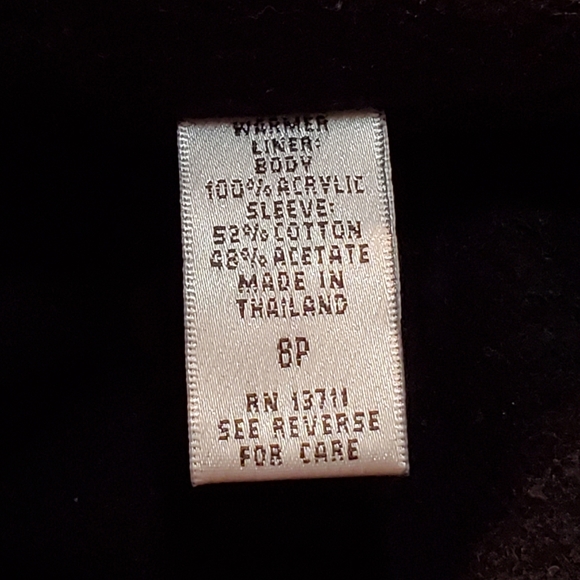 WARMER
LINER:
BODY
100% ACRYLIC
SLEEVE:
52% COTTON
48% ACETATE
MADE IN
THAILAND
6P
RN 13711
SEE REVERSE
FOR CARE